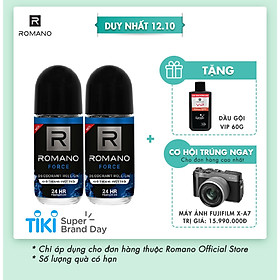 R
ROMANO
DUY NHẤT 12.10
R
ROMANO
FORCE
24 HR
R
ROMANO
FORCE
24 HR
+
TẶNG
DẦU GỘI
VIP 60G
+
CƠ HỘI TRÚNG NGAY
Cho đơn hàng cao nhất
MÁY ẢNH FUJIFILM X-A7
TRỊ GIÁ: 15.990.000Đ
TIKI Super
Brand Day
* Chỉ áp dụng cho đơn hàng thuộc Romano Official Store
* Số lượng quà có hạn